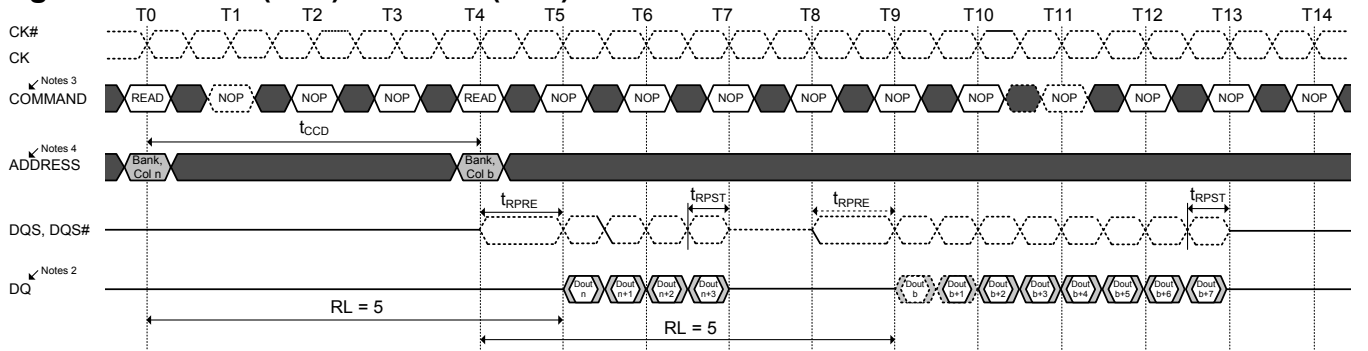 T0 T1 T2 T3 T4 T5 T6 T7 T8 T9 T10 T11 T12 T13 T14
CK#
CK
Notes 3
COMMAND READ NOP NOP NOP READ NOP NOP NOP NOP NOP NOP NOP NOP NOP NOP
tCCD
Notes 4
ADDRESS
Bank, Col n
Bank, Col b
tRPRE tRPST tRPRE tRPST
DQS, DQS#
Notes 2
DQ
Dout n
Dout n+1
Dout n+2
Dout n+3
Dout b
Dout b+1
Dout b+2
Dout b+3
Dout b+4
Dout b+5
Dout b+6
Dout b+7
RL = 5
RL = 5